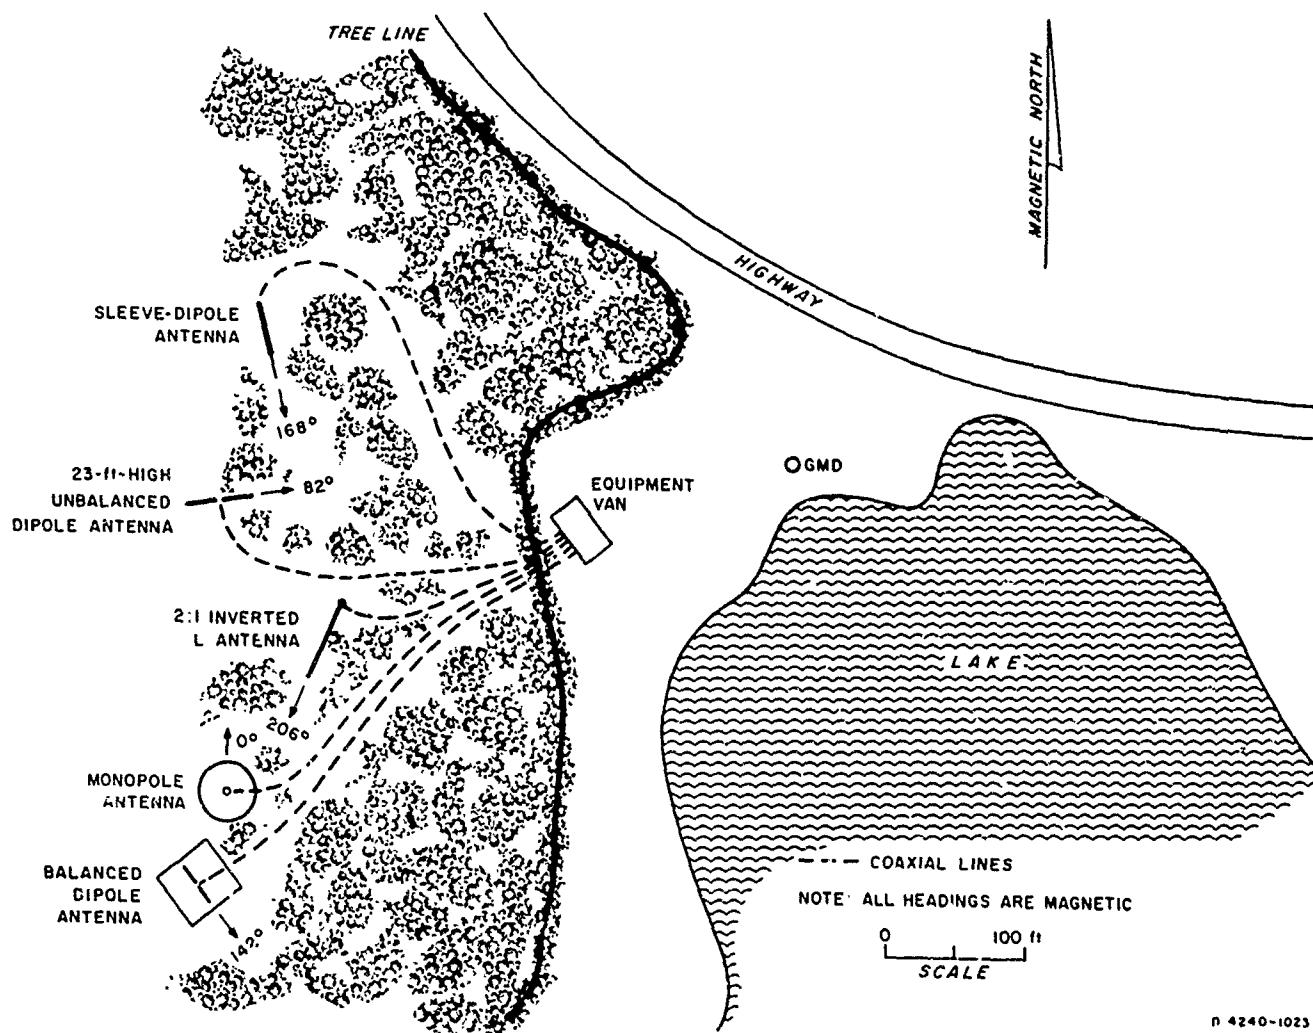 TREE LINE
MAGNETIC NORTH
HIGHWAY
SLEEVE-DIPOLE
ANTENNA
168°
23-ft-HIGH
UNBALANCED
DIPOLE ANTENNA
82°
EQUIPMENT
VAN
GMD
2:1 INVERTED
L ANTENNA
LAKE
206°
0°
MONOPOLE
ANTENNA
BALANCED
DIPOLE
ANTENNA
142°
COAXIAL LINES
NOTE: ALL HEADINGS ARE MAGNETIC
0 100 ft
SCALE
D 4240-1023